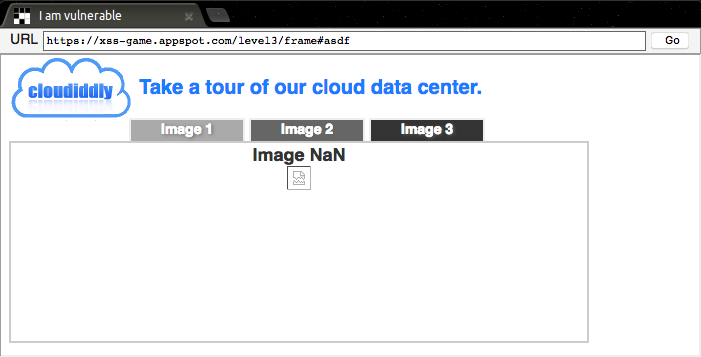 I am vulnerable
URL https://xss-game.appspot.com/level3/frame#asdf Go
cloudiddly Take a tour of our cloud data center.
Image 1 Image 2 Image 3
Image NaN